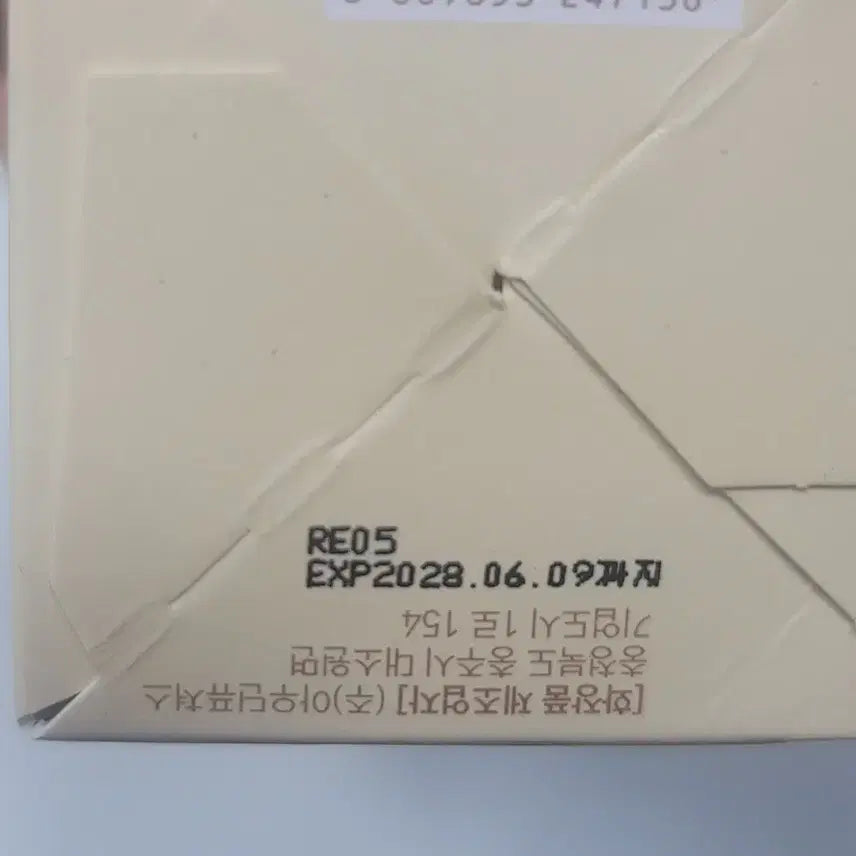 RE05
EXP2028.06.09까지
[화장품 제조업자] (주)아우딘퓨쳐스
충청북도 충주시 대소원면
기업도시 1로 154